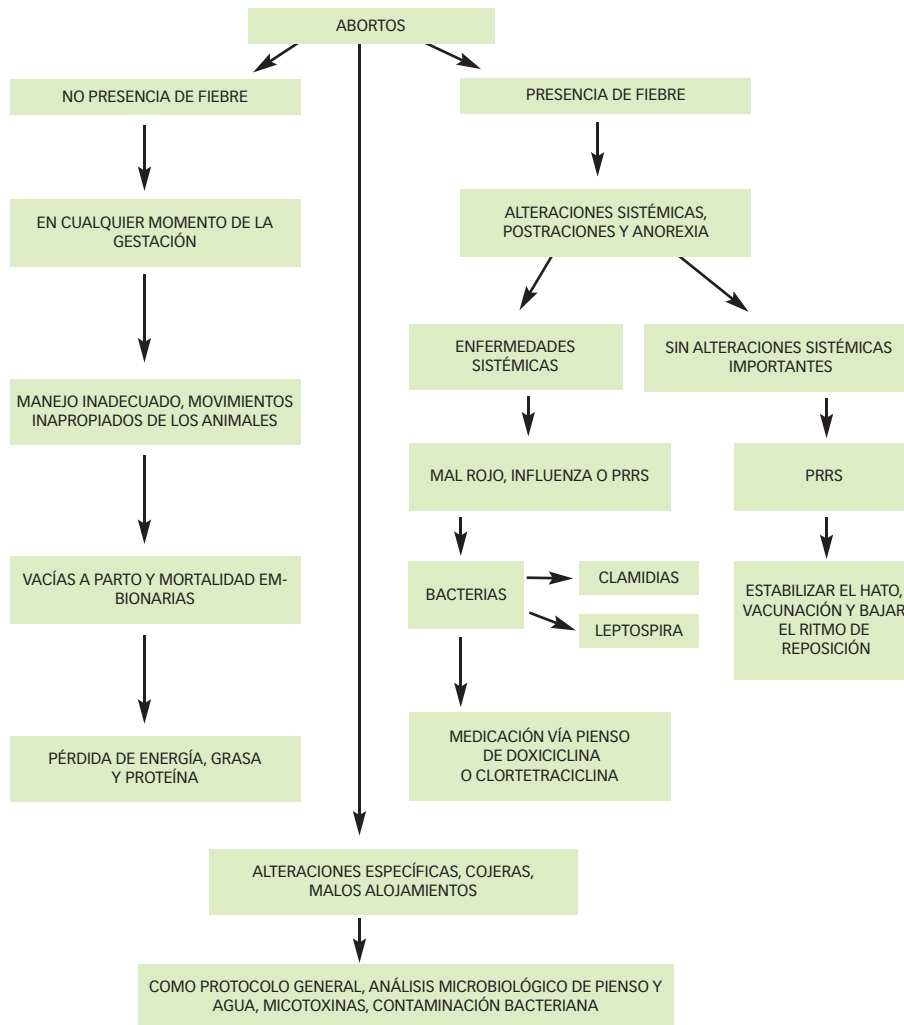 ABORTOS
NO PRESENCIA DE FIEBRE
PRESENCIA DE FIEBRE
EN CUALQUIER MOMENTO DE LA
GESTACIÓN
ALTERACIONES SISTÉMICAS,
POSTRACIONES Y ANOREXIA
ENFERMEDADES
SISTÉMICAS
SIN ALTERACIONES SISTÉMICAS
IMPORTANTES
MANEJO INADECUADO, MOVIMIENTOS
INAPROPIADOS DE LOS ANIMALES
MAL ROJO, INFLUENZA O PRRS
PRRS
VACÍAS A PARTO Y MORTALIDAD EM-
BIONARIAS
BACTERIAS
CLAMIDIAS
LEPTOSPIRA
ESTABILIZAR EL HATO,
VACUNACIÓN Y BAJAR
EL RITMO DE
REPOSICIÓN
PÉRDIDA DE ENERGÍA, GRASA
Y PROTEÍNA
MEDICACIÓN VÍA PIENSO
DE DOXICICLINA
O CLORTETRACICLINA
ALTERACIONES ESPECÍFICAS, COJERAS,
MALOS ALOJAMIENTOS
COMO PROTOCOLO GENERAL, ANÁLISIS MICROBIOLÓGICO DE PIENSO Y
AGUA, MICOTOXINAS, CONTAMINACIÓN BACTERIANA